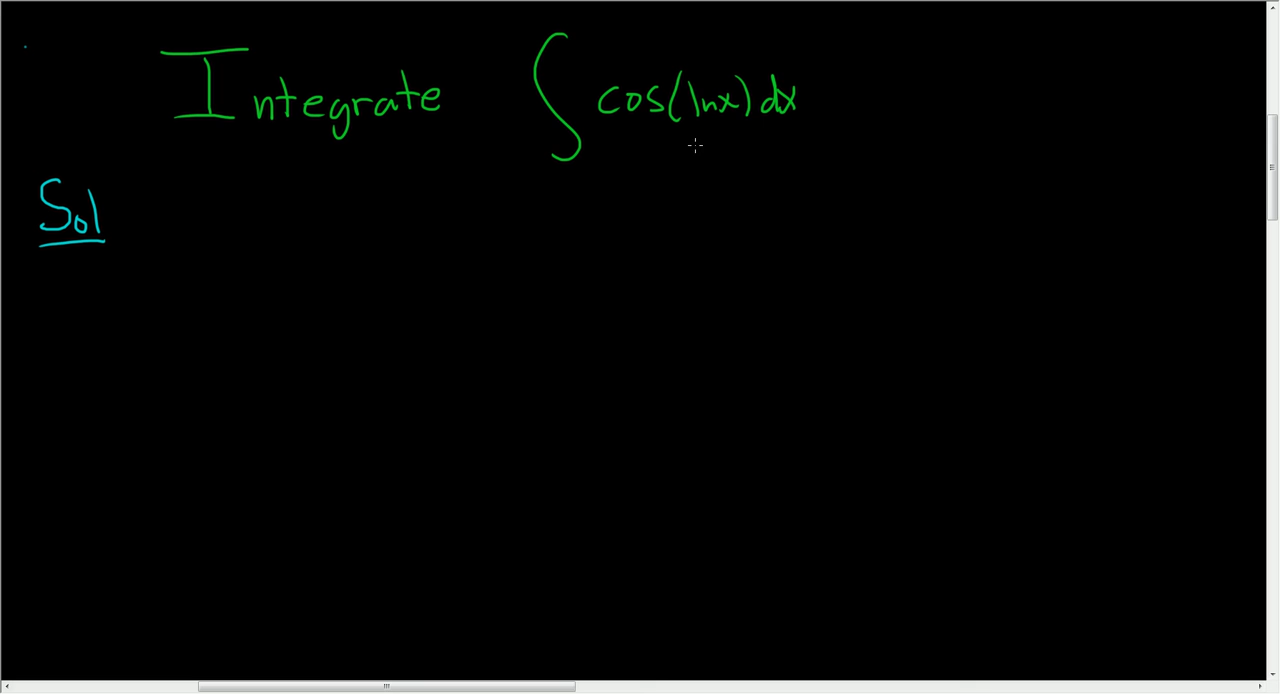 Integrate ∫ cos(lnx)dx
Sol